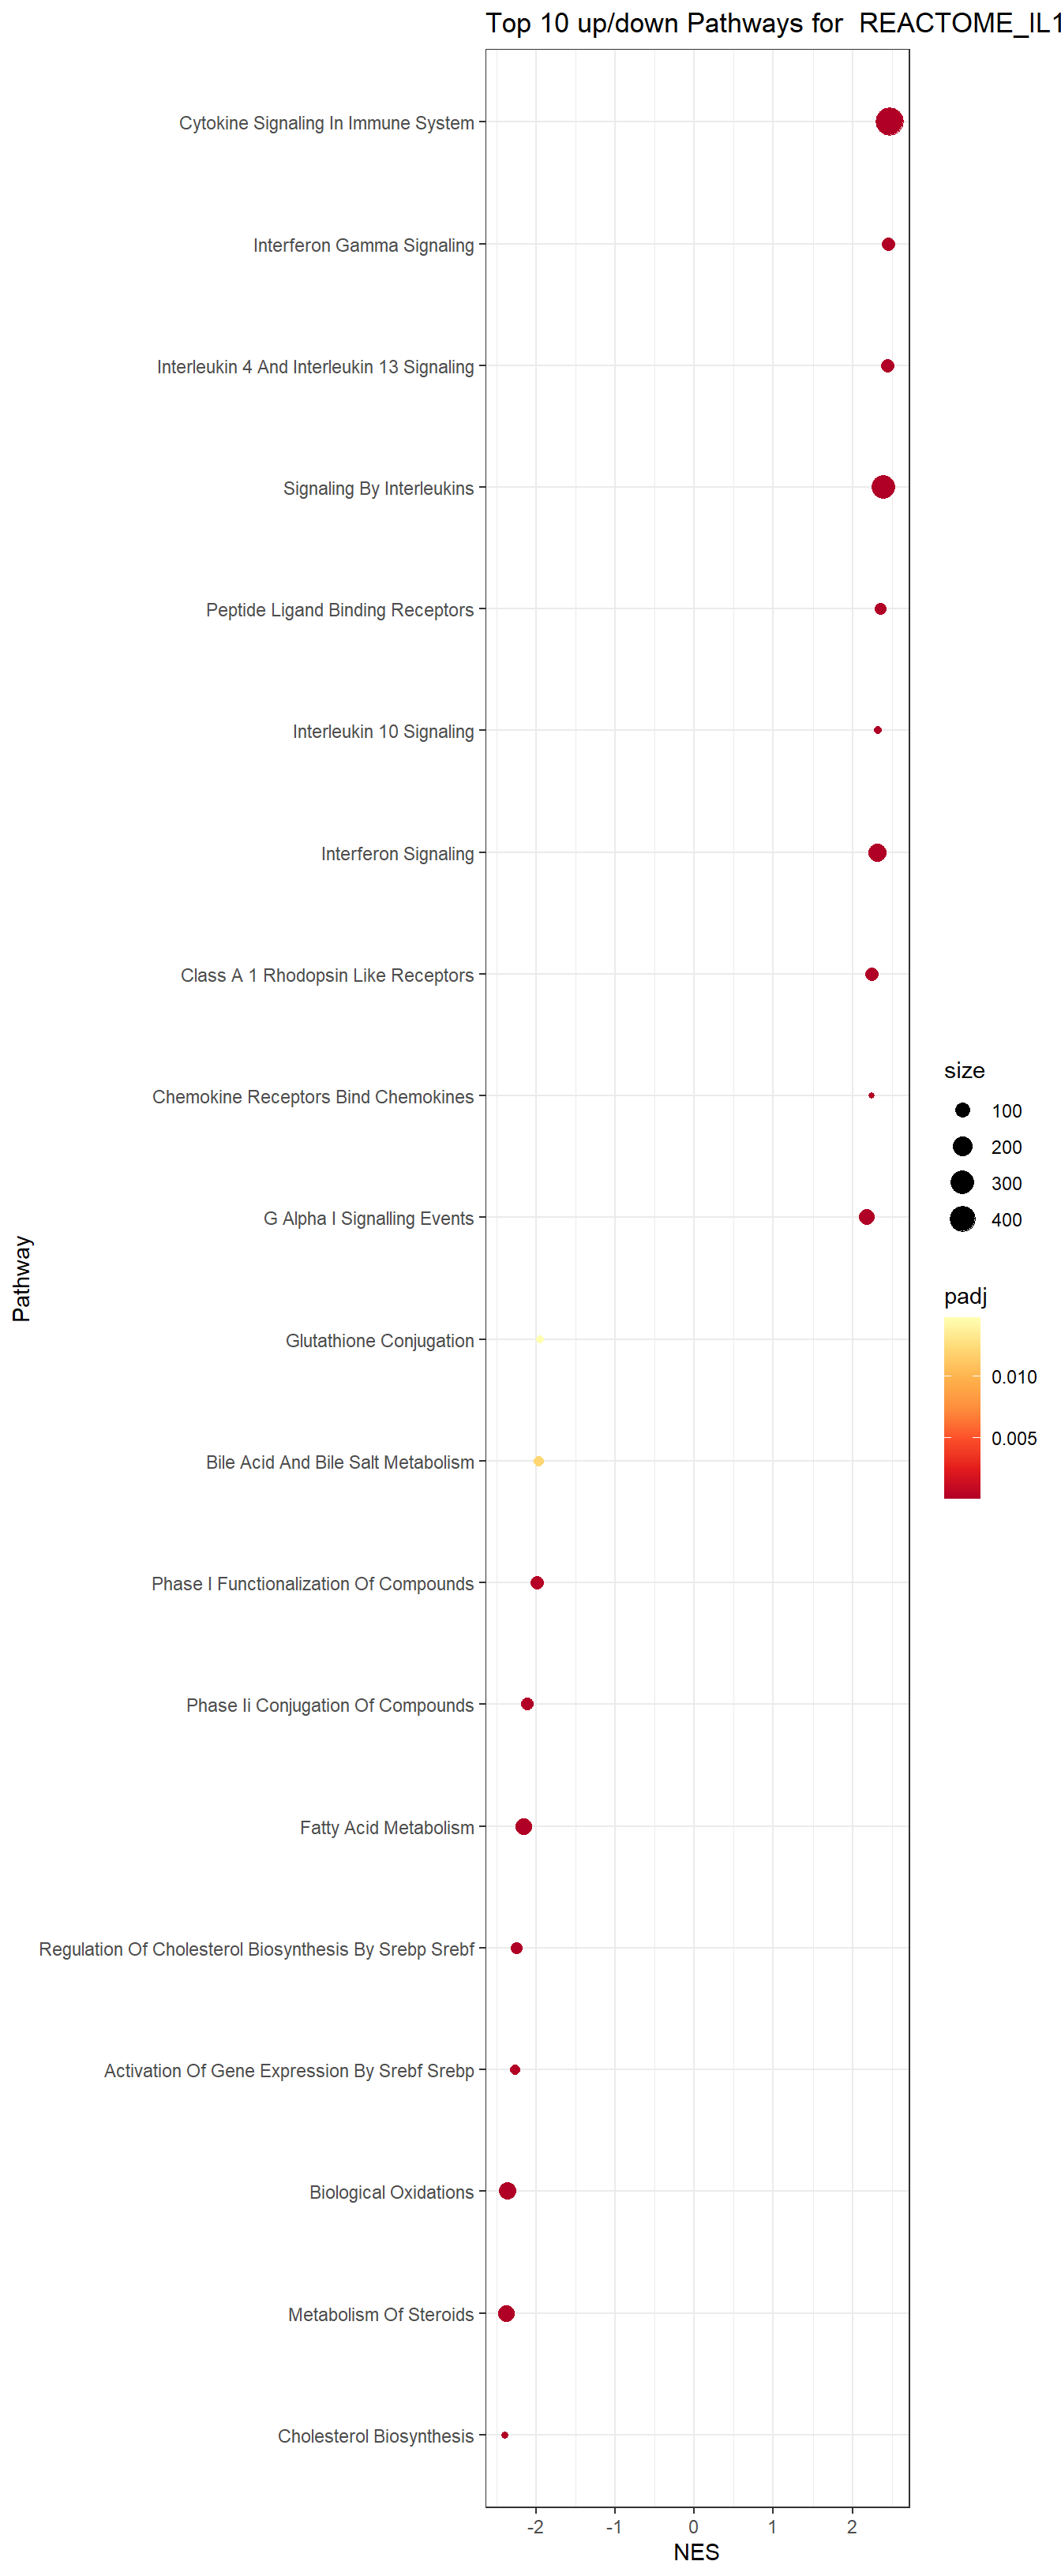 Top 10 up/down Pathways for REACTOME_IL1
Cytokine Signaling In Immune System
Interferon Gamma Signaling
Interleukin 4 And Interleukin 13 Signaling
Signaling By Interleukins
Peptide Ligand Binding Receptors
Interleukin 10 Signaling
Interferon Signaling
Class A 1 Rhodopsin Like Receptors
Chemokine Receptors Bind Chemokines
G Alpha I Signalling Events
Glutathione Conjugation
Bile Acid And Bile Salt Metabolism
Phase I Functionalization Of Compounds
Phase Ii Conjugation Of Compounds
Fatty Acid Metabolism
Regulation Of Cholesterol Biosynthesis By Srebp Srebf
Activation Of Gene Expression By Srebf Srebp
Biological Oxidations
Metabolism Of Steroids
Cholesterol Biosynthesis
Pathway
-2
-1
0
1
2
NES
size
100
200
300
400
padj
0.010
0.005